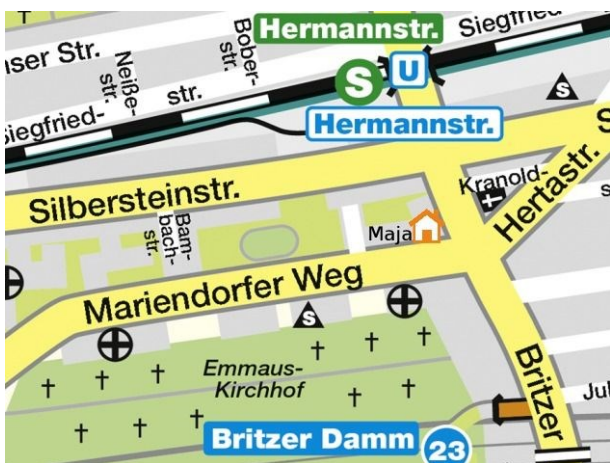 Hermannstr.
Siegfried
nser Str.
Neiße-
str.
Bober-
str.
U
S
S
str.
Siegfried-
Hermannstr.
S
Silbersteinstr.
Kranold-
Hertastr.
s
Bam-
bach-
str.
Maja
Mariendorfer Weg
S
Emmaus-
Kirchhof
Britzer
Jul
Britzer Damm
23